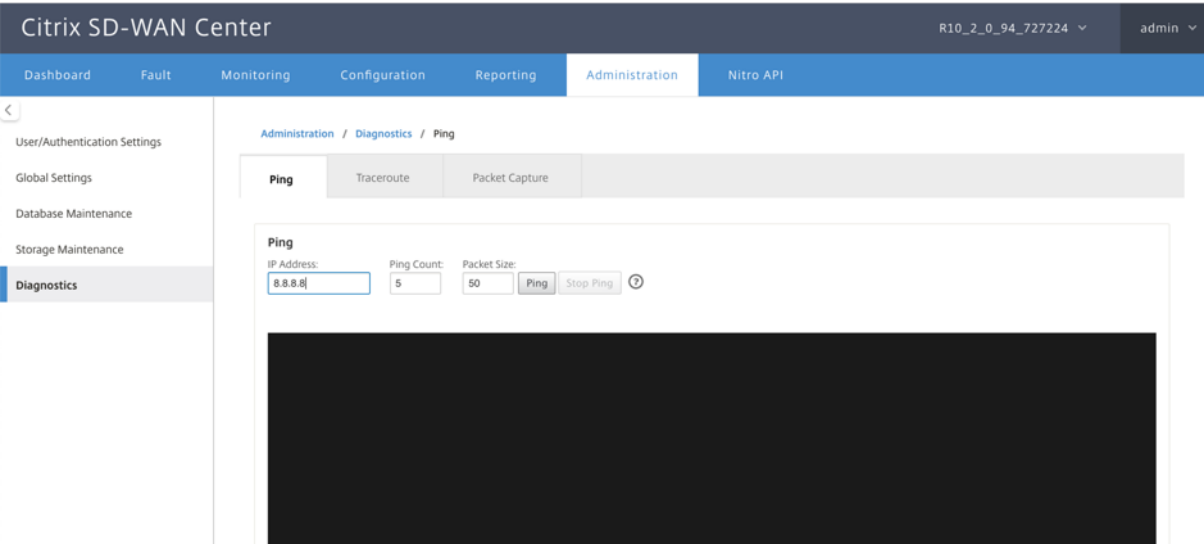 Citrix SD-WAN Center
R10_2_0_94_727224
admin
Dashboard
Fault
Monitoring
Configuration
Reporting
Administration
Nitro API
User/Authentication Settings
Global Settings
Database Maintenance
Storage Maintenance
Diagnostics
Administration / Diagnostics / Ping
Ping
Traceroute
Packet Capture
Ping
IP Address:
Ping Count:
Packet Size:
8.8.8.8
5
50
Ping
Stop Ping
?